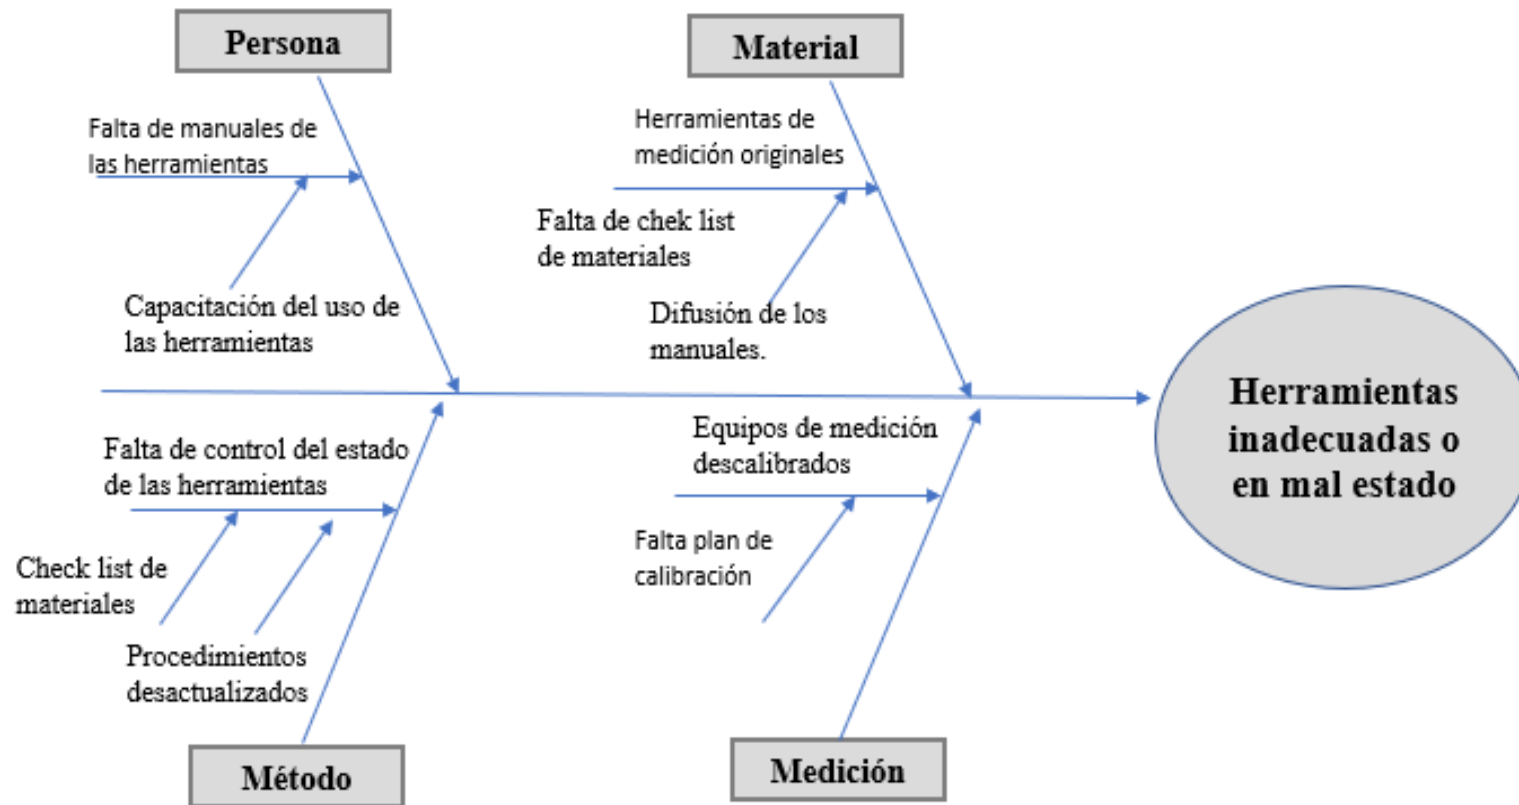 Persona
Material
Falta de manuales de
las herramientas
Herramientas de
medición originales
Falta de chek list
de materiales
Capacitación del uso de
las herramientas
Difusión de los
manuales.
Herramientas
inadecuadas o
en mal estado
Falta de control del estado
de las herramientas
Equipos de medición
descalibrados
Check list de
materiales
Falta plan de
calibración
Procedimientos
desactualizados
Método
Medición